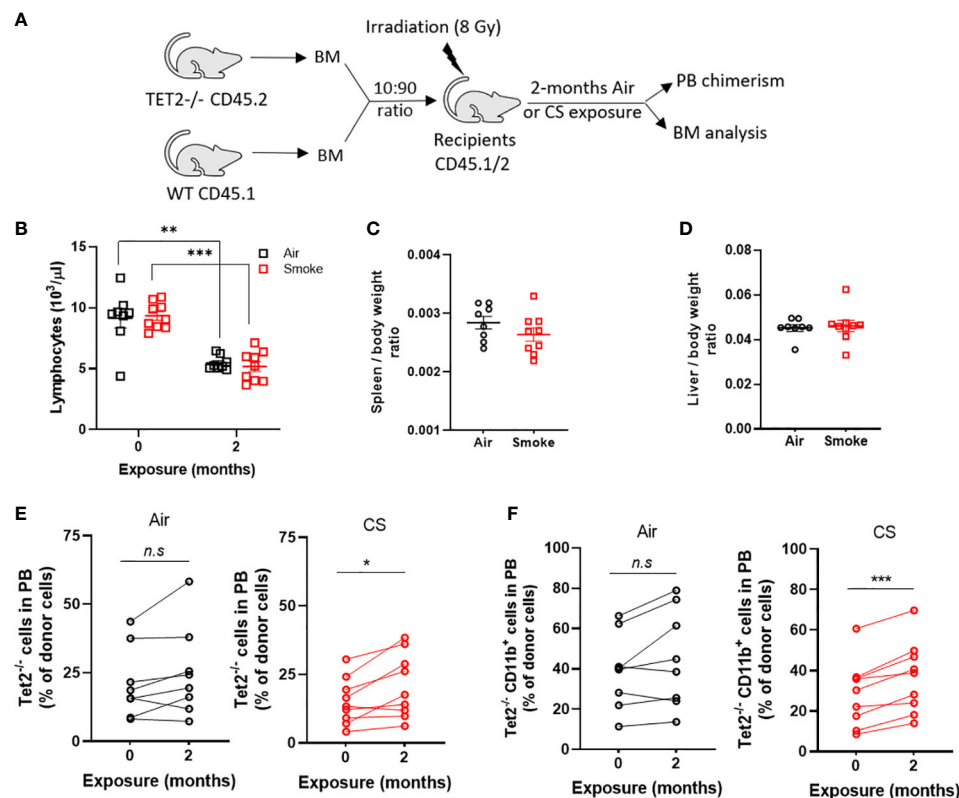 A
Irradiation (8 Gy)
BM
TET2-/- CD45.2
10:90
ratio
2-months Air
or CS exposure
PB chimerism
BM analysis
Recipients
CD45.1/2
BM
WT CD45.1
B
**
***
Air
Smoke
Lymphocytes (10³/µl)
15
10
5
0
0
2
Exposure (months)
C
Spleen / body weight
ratio
0.004
0.003
0.002
0.001
Air
Smoke
D
Liver / body weight
ratio
0.08
0.06
0.04
0.02
0.00
Air
Smoke
E
Air
n.s
Tet2⁻/⁻ cells in PB
(% of donor cells)
75
50
25
0
0
2
Exposure (months)
CS
*
Tet2⁻/⁻ cells in PB
(% of donor cells)
75
50
25
0
0
2
Exposure (months)
F
Air
n.s
Tet2⁻/⁻ CD11b⁺ cells in PB
(% of donor cells)
100
80
60
40
20
0
0
2
Exposure (months)
CS
***
Tet2⁻/⁻ CD11b⁺ cells in PB
(% of donor cells)
100
80
60
40
20
0
0
2
Exposure (months)